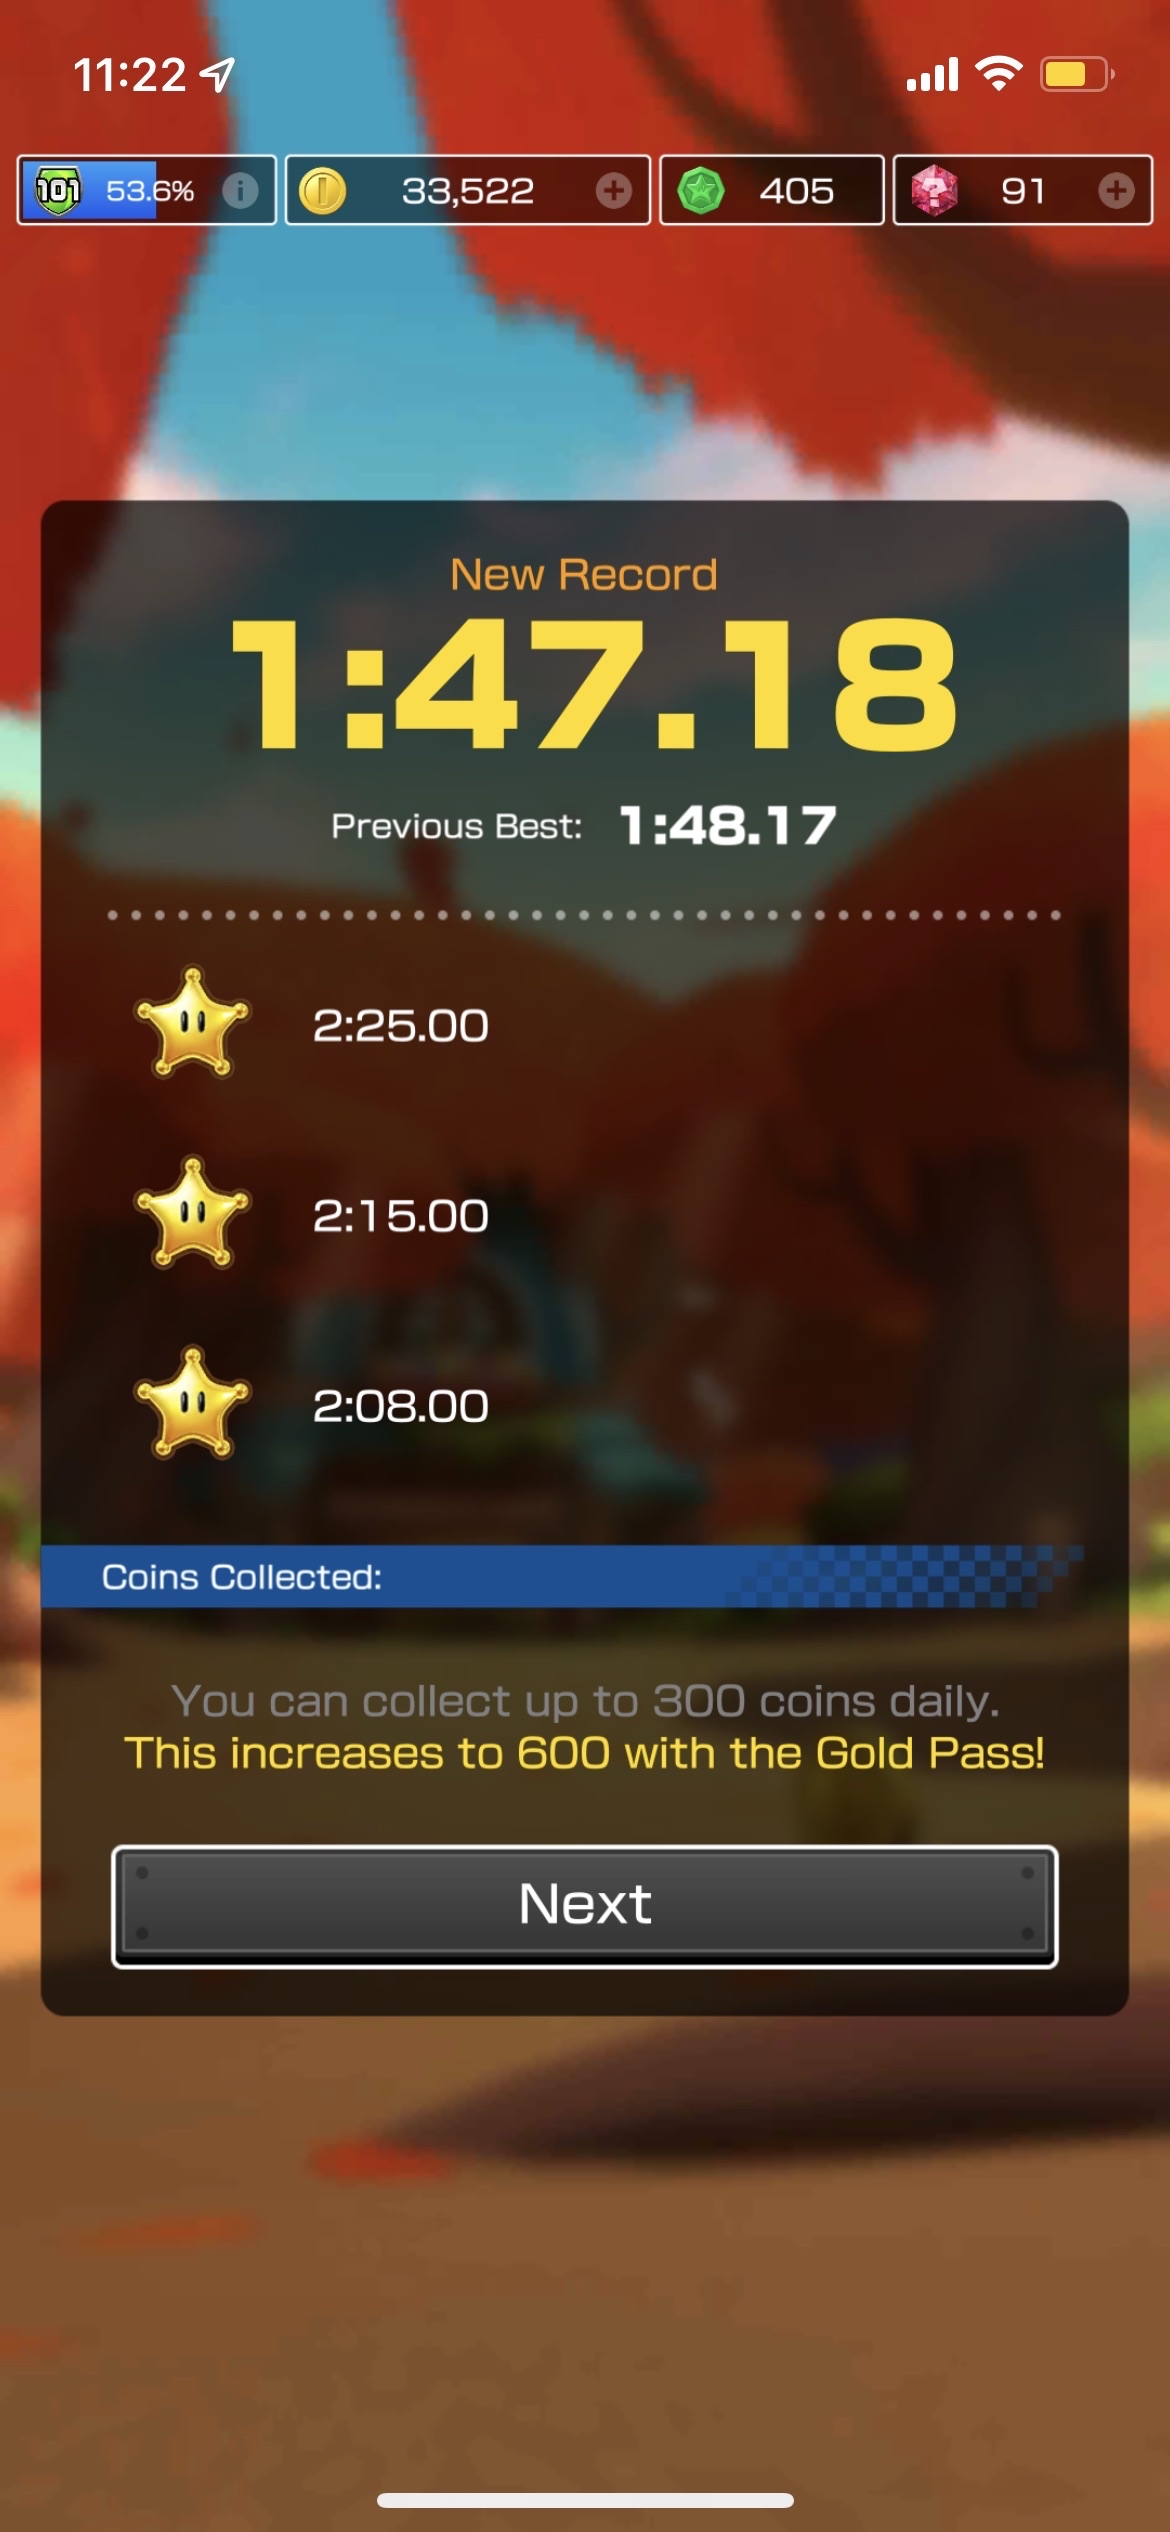 11:22
101 53.6% i 33,522 + 405 ? 91 +
New Record
1:47.18
Previous Best: 1:48.17
2:25.00
2:15.00
2:08.00
Coins Collected:
You can collect up to 300 coins daily.
This increases to 600 with the Gold Pass!
Next